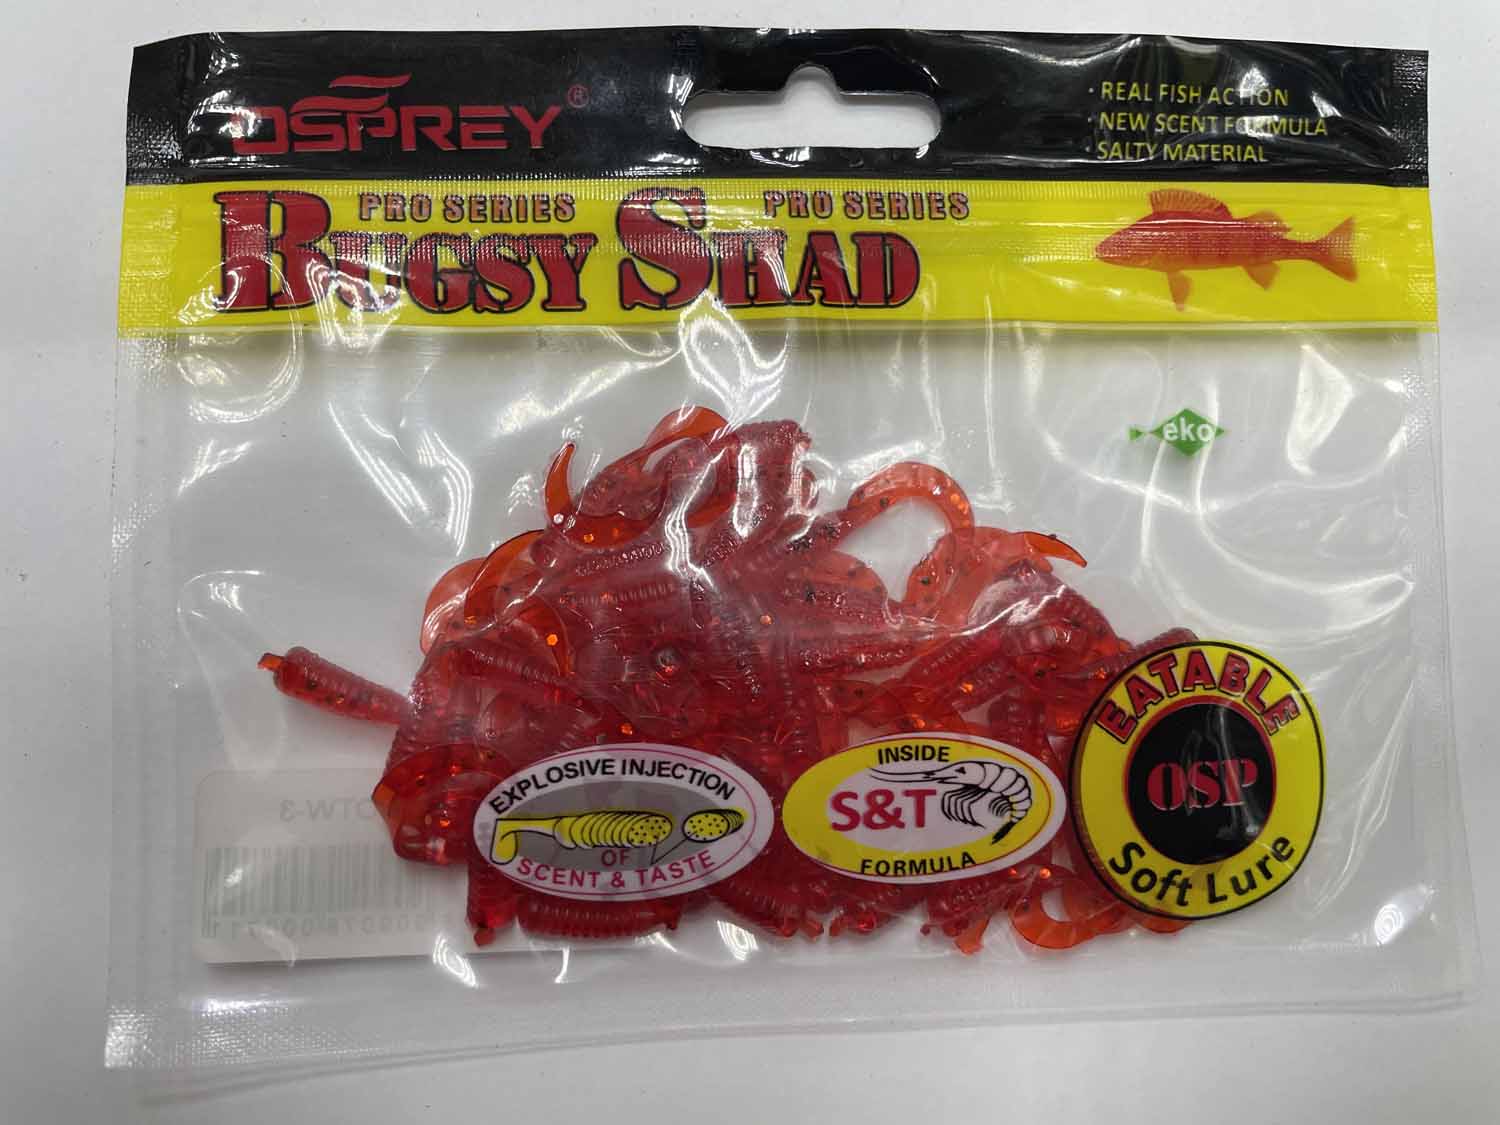 OSPREY®
· REAL FISH ACTION
· NEW SCENT FORMULA
· SALTY MATERIAL
PRO SERIES PRO SERIES
BUGSY SHAD
eko
EXPLOSIVE INJECTION
OF
SCENT & TASTE
INSIDE
S&T
FORMULA
EATABLE
OSP
Soft Lure